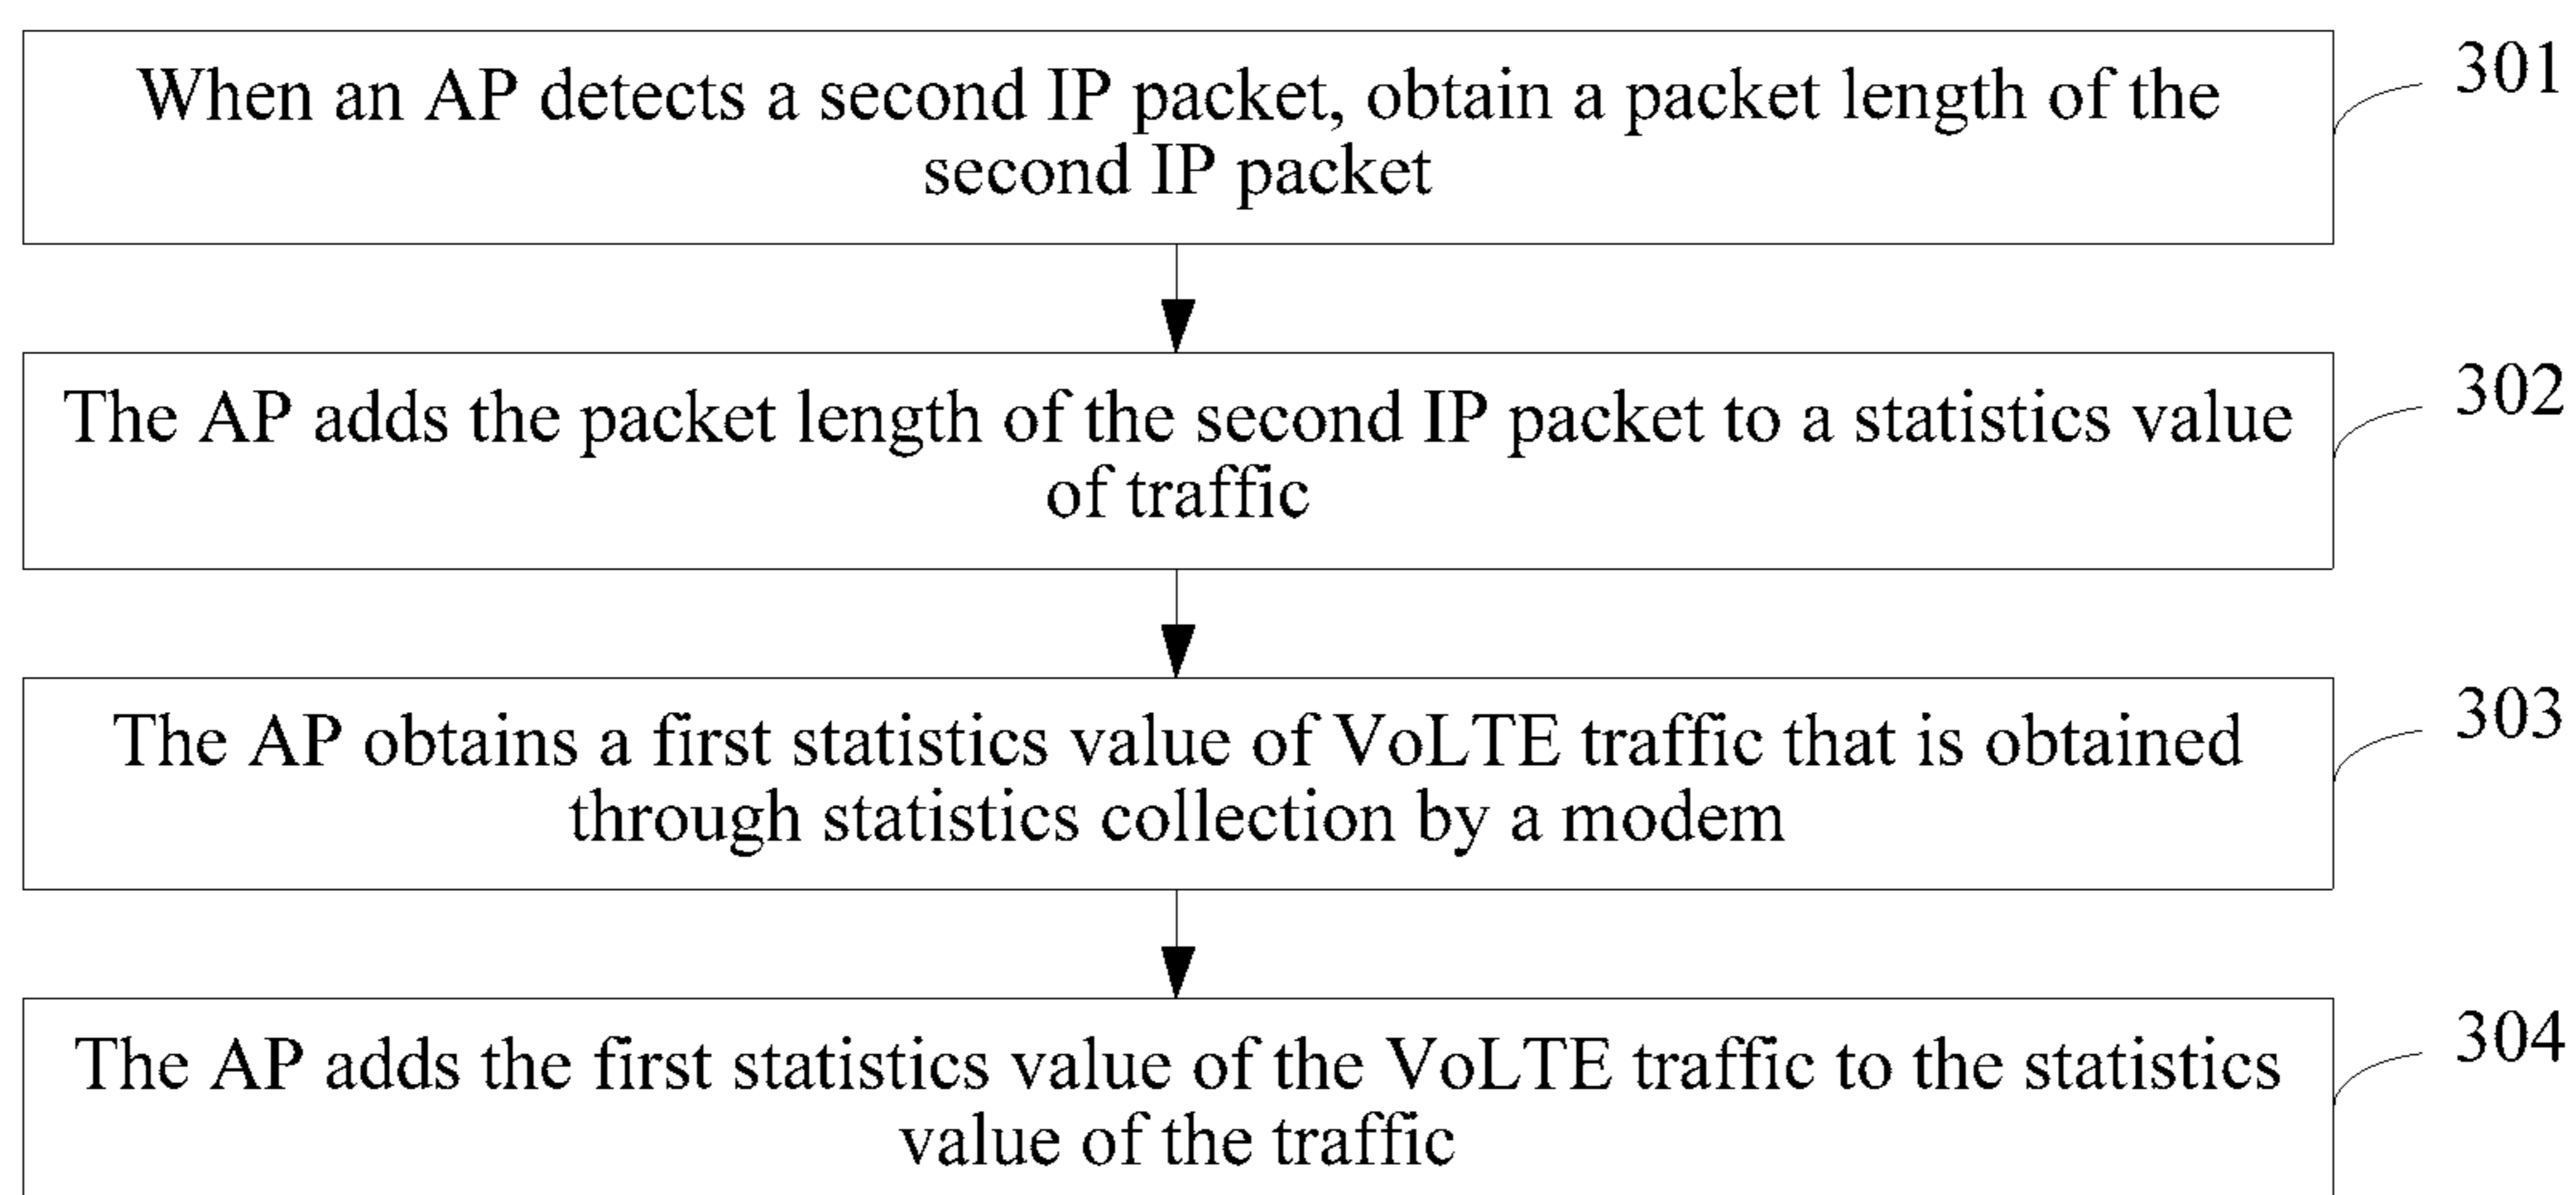 When an AP detects a second IP packet, obtain a packet length of the
second IP packet
301
The AP adds the packet length of the second IP packet to a statistics value
of traffic
302
The AP obtains a first statistics value of VoLTE traffic that is obtained
through statistics collection by a modem
303
The AP adds the first statistics value of the VoLTE traffic to the statistics
value of the traffic
304